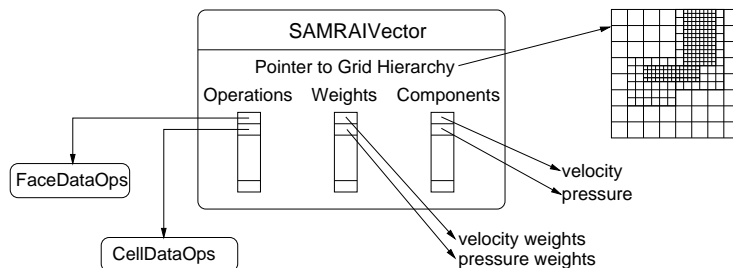 SAMRAIVector
Pointer to Grid Hierarchy
Operations Weights Components
velocity
FaceDataOps
pressure
velocity weights
CellDataOps
pressure weights